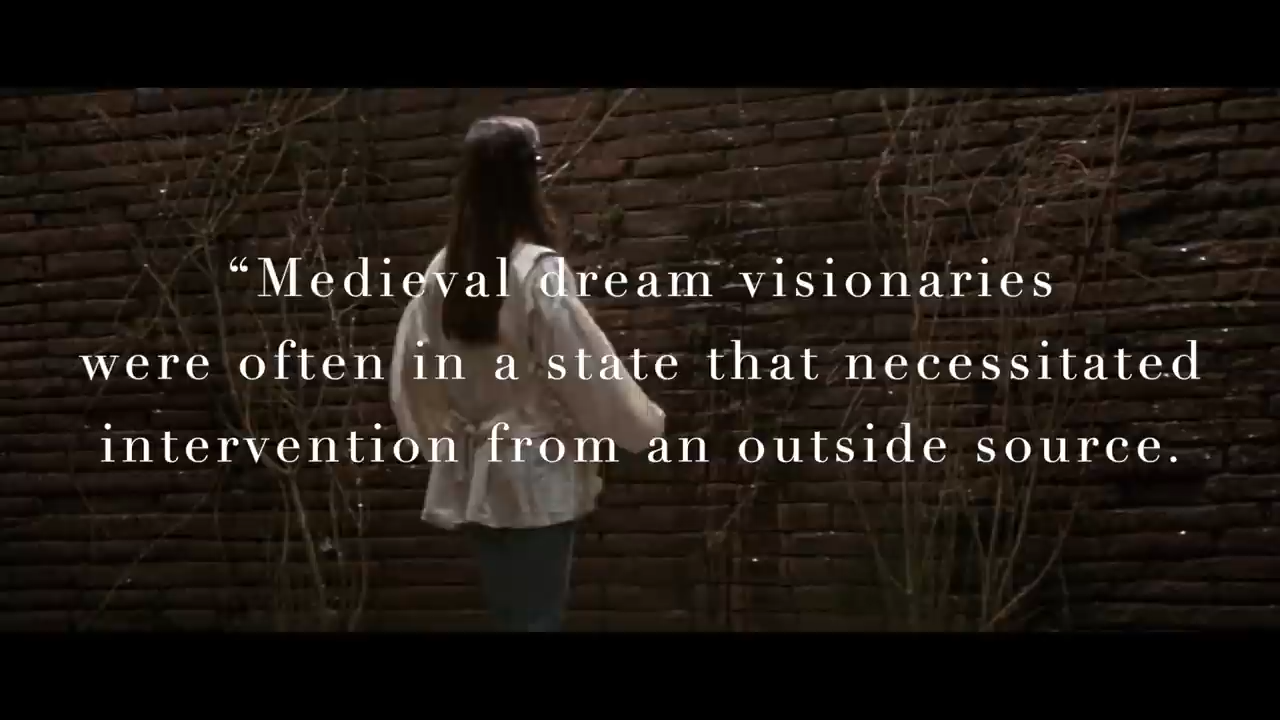 “Medieval dream visionaries
were often in a state that necessitated
intervention from an outside source.